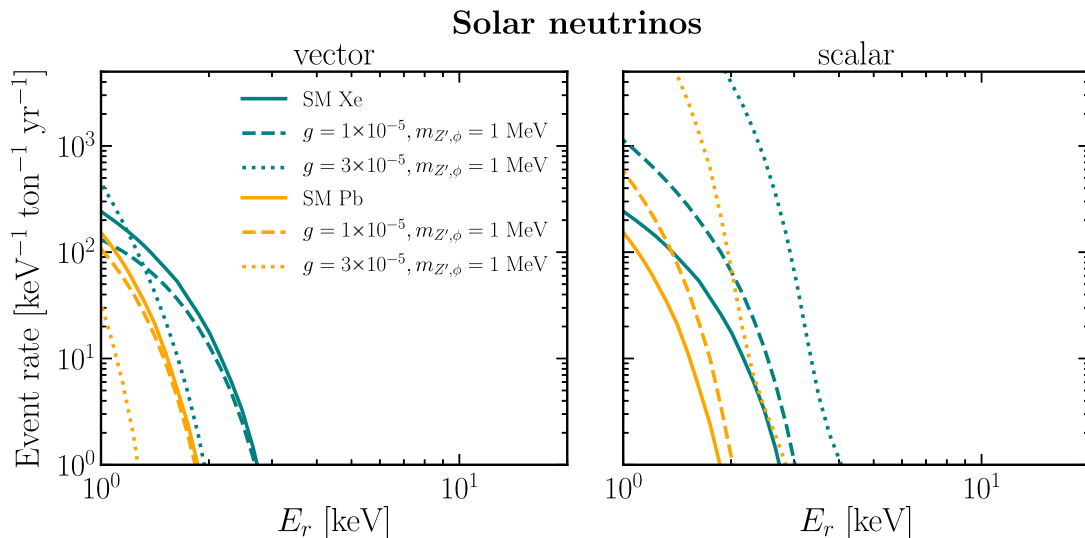 Solar neutrinos
vector
scalar
Event rate [keV⁻¹ ton⁻¹ yr⁻¹]
10³
10²
10¹
10⁰
SM Xe
g = 1×10⁻⁵, m_{Z′,ϕ} = 1 MeV
g = 3×10⁻⁵, m_{Z′,ϕ} = 1 MeV
SM Pb
g = 1×10⁻⁵, m_{Z′,ϕ} = 1 MeV
g = 3×10⁻⁵, m_{Z′,ϕ} = 1 MeV
10⁰ 10¹
10⁰ 10¹
E_r [keV]
E_r [keV]